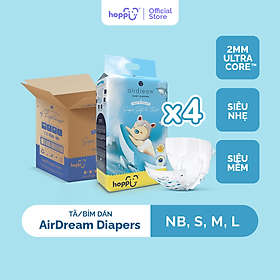 hoppi
Official
Store
airdream
hoppi
x4
2MM
ULTRA
CORE™
SIÊU
NHẸ
SIÊU
MỀM
TÃ/BỈM DÁN
AirDream Diapers
NB, S, M, L